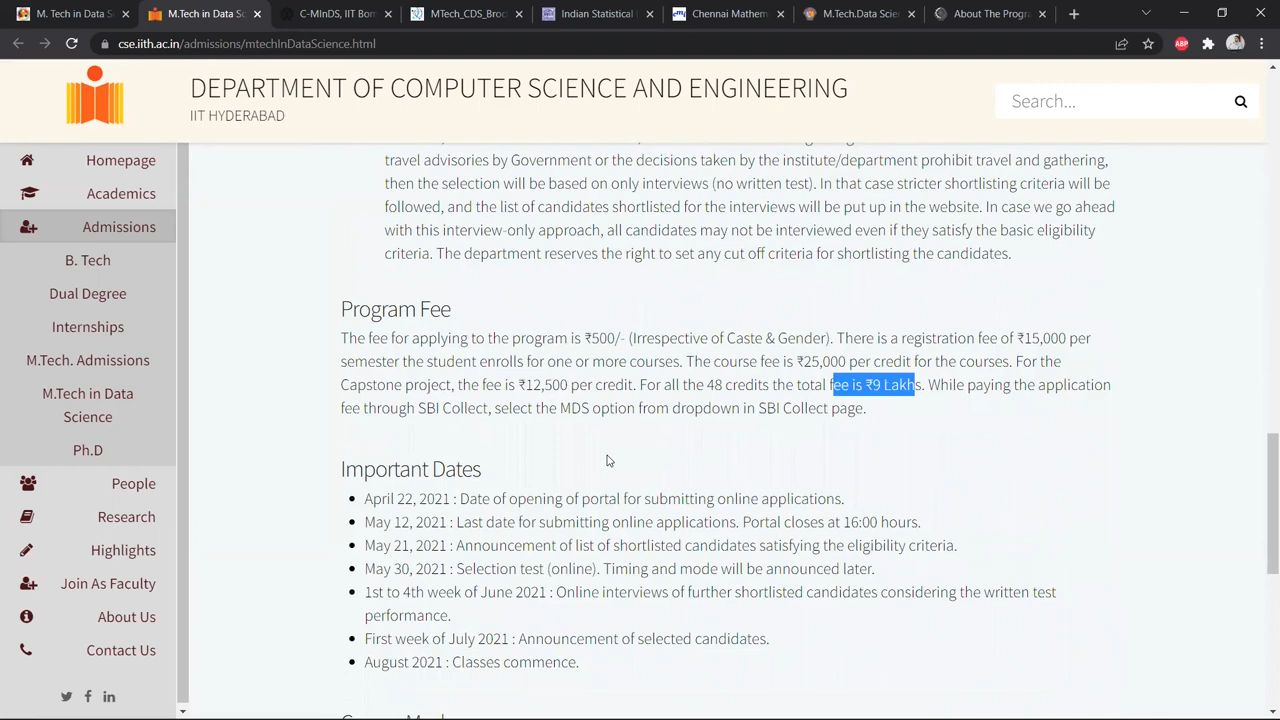 M. Tech in Data S
M.Tech in Data Sc
C-MInDS, IIT Bom
MTech_CDS_Broc
Indian Statistical
Chennai Mathem
M.Tech.Data Scie
About The Progra
cse.iith.ac.in/admissions/mtechInDataScience.html
ABP
DEPARTMENT OF COMPUTER SCIENCE AND ENGINEERING
IIT HYDERABAD
Search...
Homepage
Academics
Admissions
B. Tech
Dual Degree
Internships
M.Tech. Admissions
M.Tech in Data
Science
Ph.D
People
Research
Highlights
Join As Faculty
About Us
Contact Us
travel advisories by Government or the decisions taken by the institute/department prohibit travel and gathering,
then the selection will be based on only interviews (no written test). In that case stricter shortlisting criteria will be
followed, and the list of candidates shortlisted for the interviews will be put up in the website. In case we go ahead
with this interview-only approach, all candidates may not be interviewed even if they satisfy the basic eligibility
criteria. The department reserves the right to set any cut off criteria for shortlisting the candidates.
Program Fee
The fee for applying to the program is ₹500/- (Irrespective of Caste & Gender). There is a registration fee of ₹15,000 per
semester the student enrolls for one or more courses. The course fee is ₹25,000 per credit for the courses. For the
Capstone project, the fee is ₹12,500 per credit. For all the 48 credits the total fee is ₹9 Lakhs. While paying the application
fee through SBI Collect, select the MDS option from dropdown in SBI Collect page.
Important Dates
April 22, 2021 : Date of opening of portal for submitting online applications.
May 12, 2021 : Last date for submitting online applications. Portal closes at 16:00 hours.
May 21, 2021 : Announcement of list of shortlisted candidates satisfying the eligibility criteria.
May 30, 2021 : Selection test (online). Timing and mode will be announced later.
1st to 4th week of June 2021 : Online interviews of further shortlisted candidates considering the written test
performance.
First week of July 2021 : Announcement of selected candidates.
August 2021 : Classes commence.